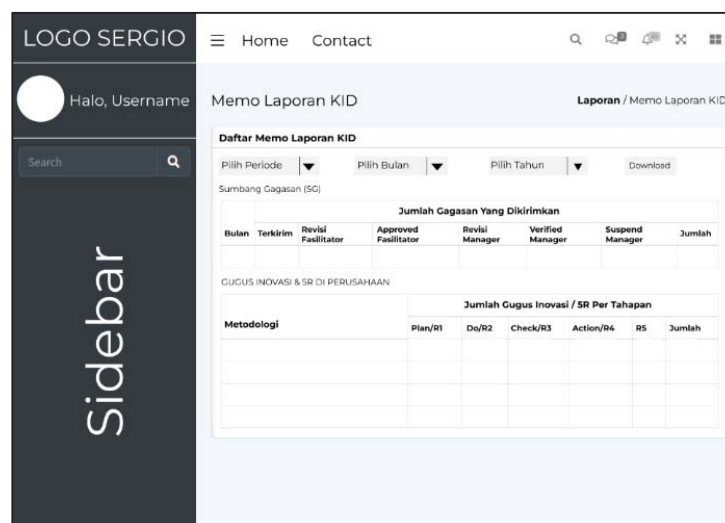 LOGO SERGIO
Home Contact
Halo, Username
Search
Sidebar
Memo Laporan KID
Laporan / Memo Laporan KID
Daftar Memo Laporan KID
Pilih Periode Pilih Bulan Pilih Tahun Download
Sumbang Gagasan (SG)
Jumlah Gagasan Yang Dikirimkan
Bulan Terkirim Revisi Fasilitator Approved Fasilitator Revisi Manager Verified Manager Suspend Manager Jumlah
GUGUS INOVASI & 5R DI PERUSAHAAN
Metodologi
Jumlah Gugus Inovasi / 5R Per Tahapan
Plan/R1 Do/R2 Check/R3 Action/R4 R5 Jumlah